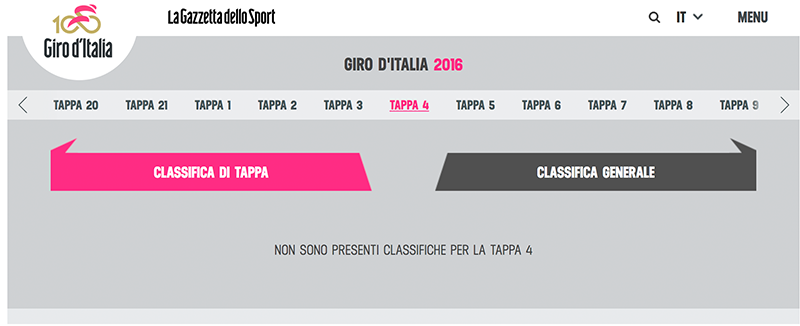 100
Giro d'Italia
La Gazzetta dello Sport
IT
MENU
GIRO D'ITALIA 2016
TAPPA 20 TAPPA 21 TAPPA 1 TAPPA 2 TAPPA 3 TAPPA 4 TAPPA 5 TAPPA 6 TAPPA 7 TAPPA 8 TAPPA 9
CLASSIFICA DI TAPPA
CLASSIFICA GENERALE
NON SONO PRESENTI CLASSIFICHE PER LA TAPPA 4